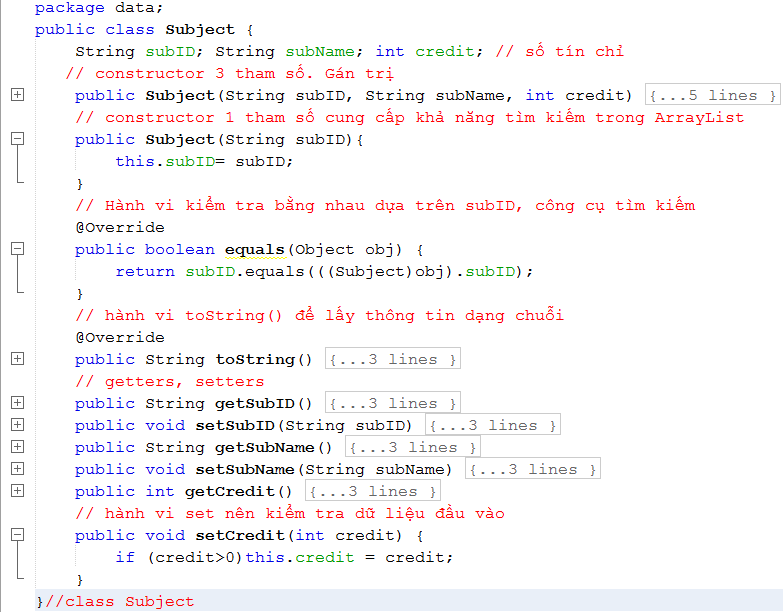 package data;
public class Subject {
String subID; String subName; int credit; // số tín chỉ
// constructor 3 tham số. Gán trị
public Subject(String subID, String subName, int credit) {...5 lines }
// constructor 1 tham số cung cấp khả năng tìm kiếm trong ArrayList
public Subject(String subID){
this.subID= subID;
}
// Hành vi kiểm tra bằng nhau dựa trên subID, công cụ tìm kiếm
@Override
public boolean equals(Object obj) {
return subID.equals(((Subject)obj).subID);
}
// hành vi toString() để lấy thông tin dạng chuỗi
@Override
public String toString() {...3 lines }
// getters, setters
public String getSubID() {...3 lines }
public void setSubID(String subID) {...3 lines }
public String getSubName() {...3 lines }
public void setSubName(String subName) {...3 lines }
public int getCredit() {...3 lines }
// hành vi set nên kiểm tra dữ liệu đầu vào
public void setCredit(int credit) {
if (credit>0)this.credit = credit;
}
}//class Subject